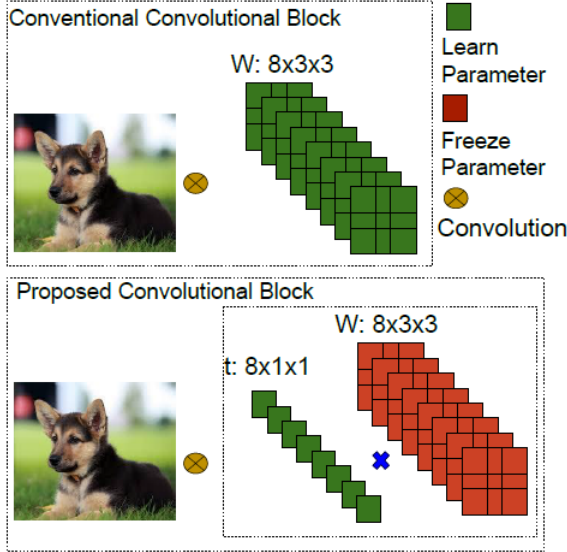 Conventional Convolutional Block
W: 8x3x3
Learn
Parameter
Freeze
Parameter
Convolution
Proposed Convolutional Block
W: 8x3x3
t: 8x1x1